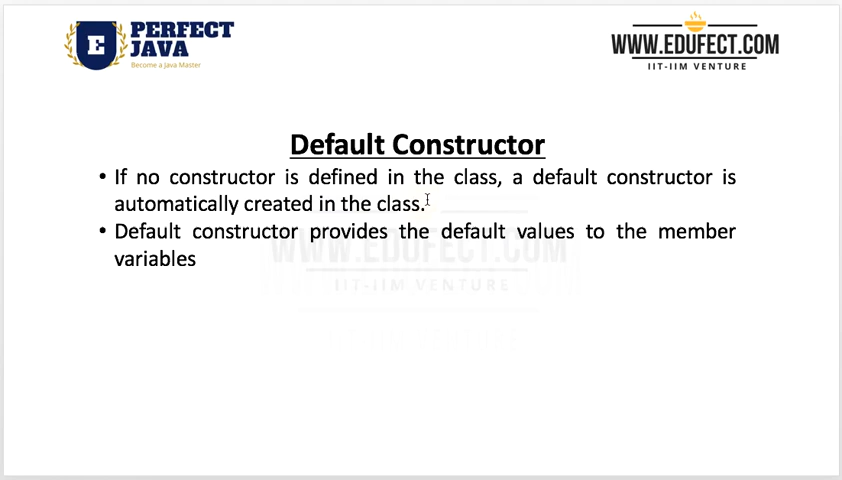 PERFECT
JAVA
Become a Java Master
E
WWW.EDUFECT.COM
IIT-IIM VENTURE
Default Constructor
• If no constructor is defined in the class, a default constructor is
automatically created in the class.
• Default constructor provides the default values to the member
variables
WWW.EDUFECT.COM
IIT-IIM VENTURE